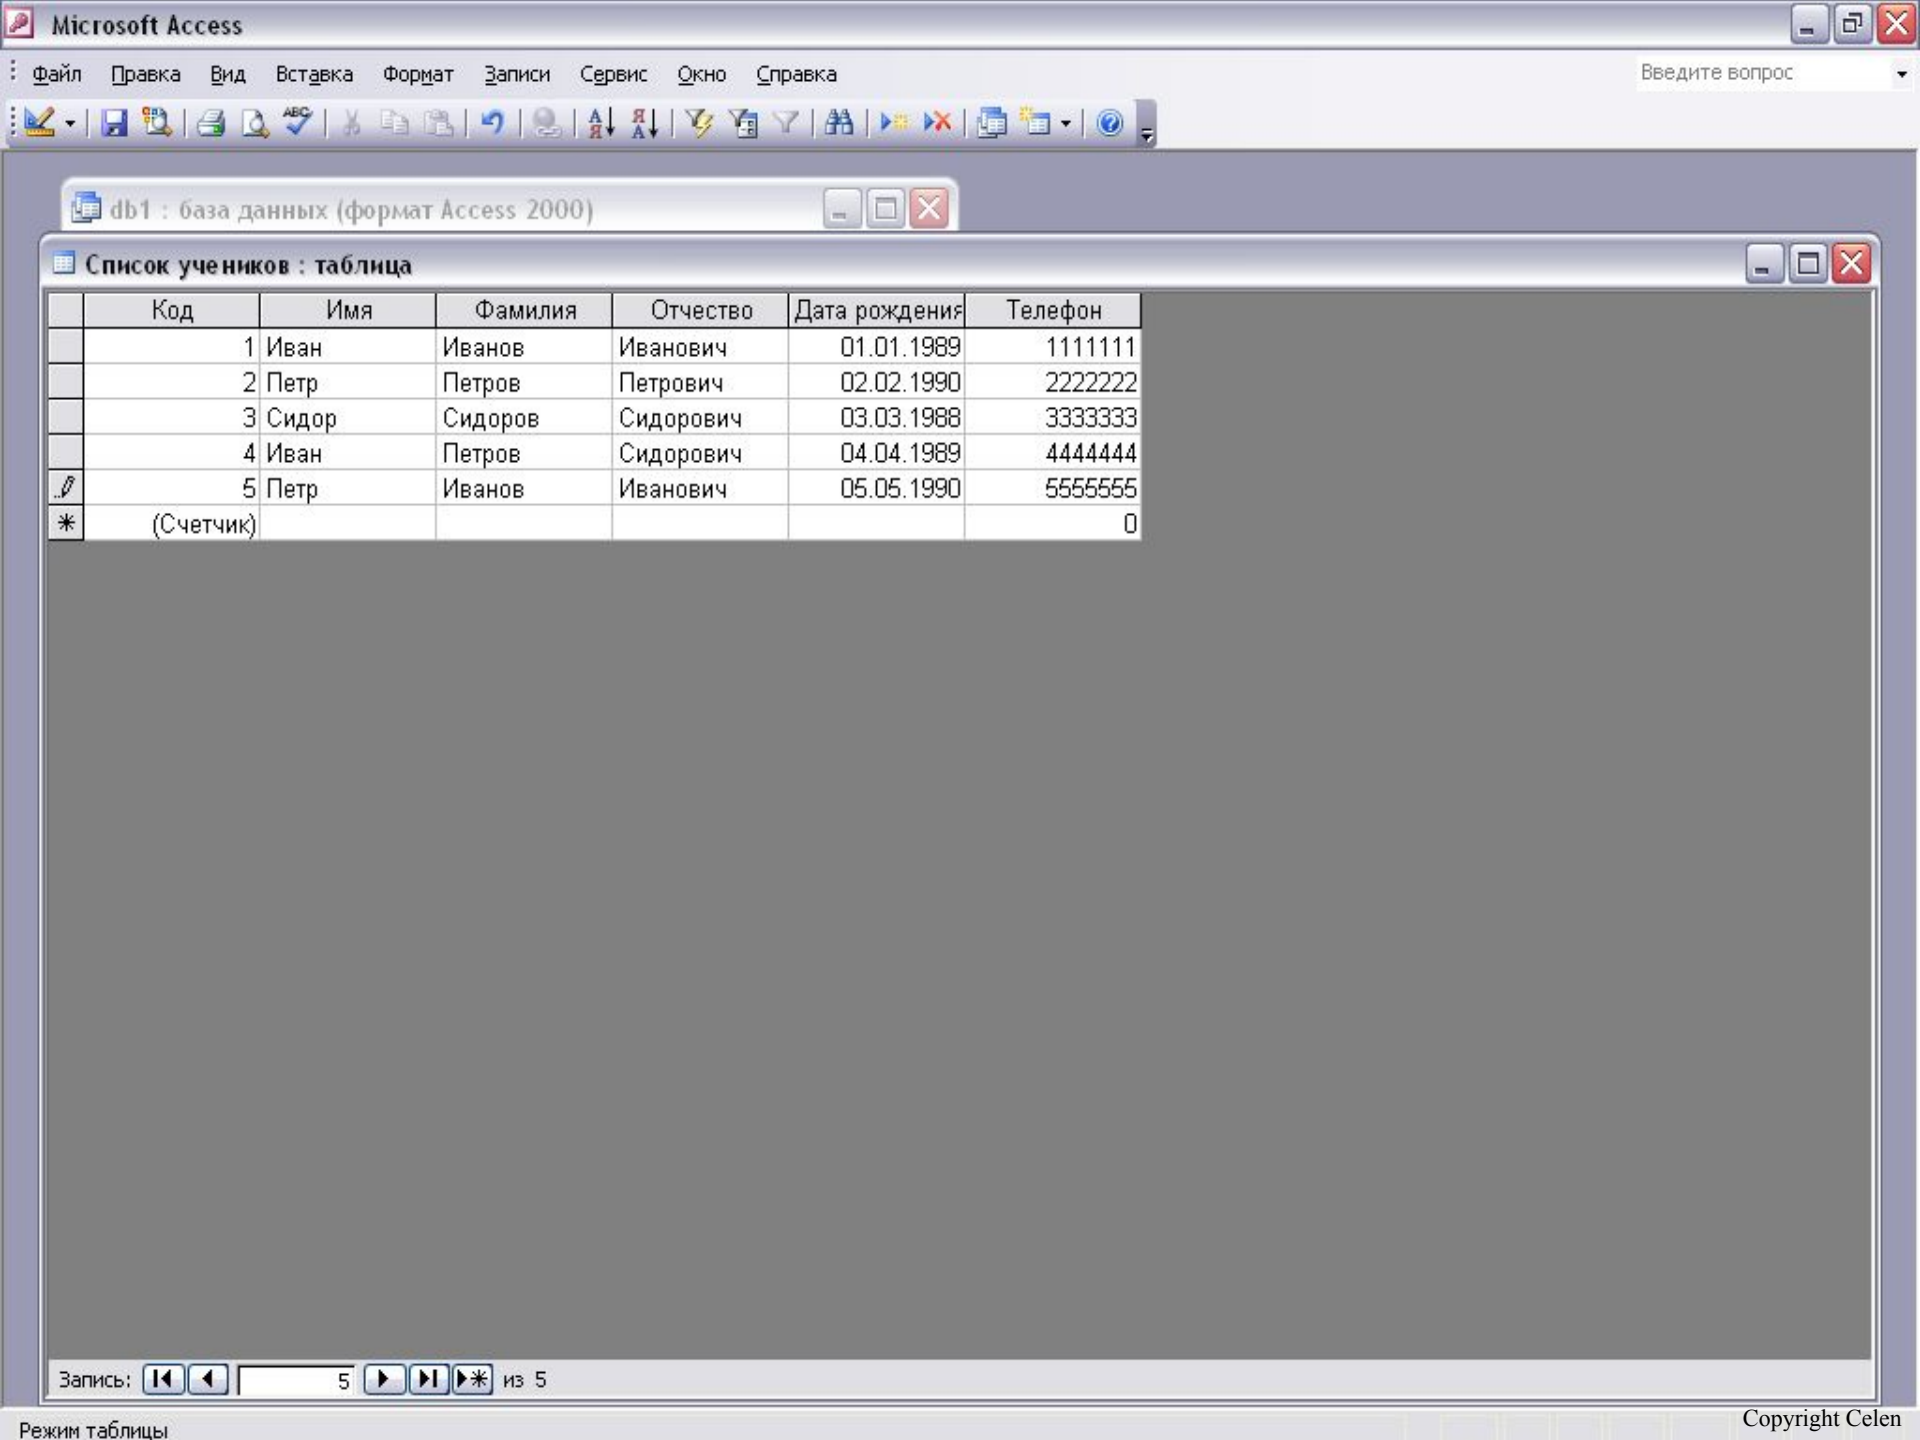 Microsoft Access
Файл Правка Вид Вставка Формат Записи Сервис Окно Справка Введите вопрос
db1 : база данных (формат Access 2000)
Список учеников : таблица
Код Имя Фамилия Отчество Дата рождения Телефон
1 Иван Иванов Иванович 01.01.1989 1111111
2 Петр Петров Петрович 02.02.1990 2222222
3 Сидор Сидоров Сидорович 03.03.1988 3333333
4 Иван Петров Сидорович 04.04.1989 4444444
5 Петр Иванов Иванович 05.05.1990 5555555
(Счетчик) 0
Запись: 5 из 5
Режим таблицы
Copyright Celen